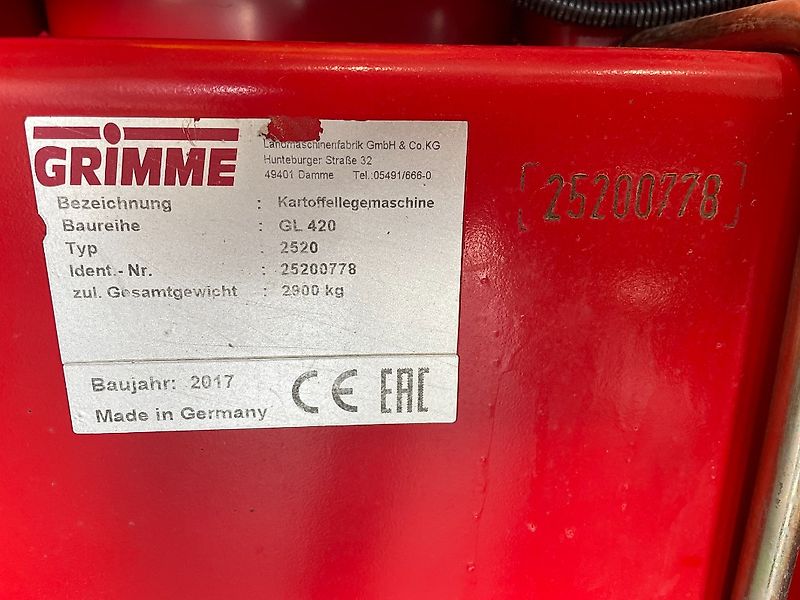 GRIMME
Landmaschinenfabrik GmbH & Co.KG
Hunteburger Straße 32
49401 Damme Tel.:05491/666-0
Bezeichnung : Kartoffellegemaschine
Baureihe : GL 420
Typ : 2520
Ident.- Nr. : 25200778
zul. Gesamtgewicht : 2900 kg
Baujahr: 2017
Made in Germany
CE EAC
[25200778]